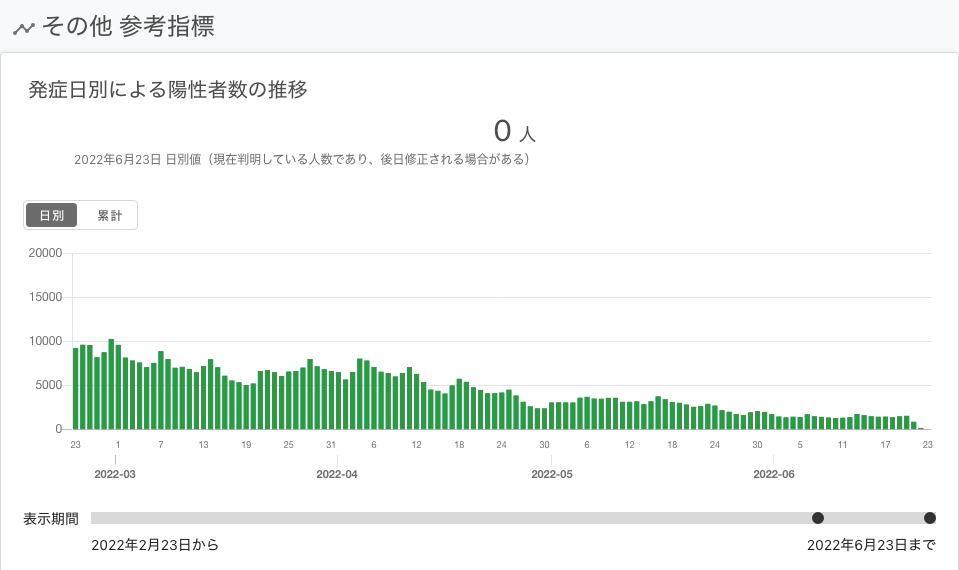 その他 参考指標
発症日別による陽性者数の推移
0 人
2022年6月23日 日別値（現在判明している人数であり、後日修正される場合がある）
日別 累計
20000
15000
10000
5000
0
23 1 7 13 19 25 31 6 12 18 24 30 6 12 18 24 30 5 11 17 23
2022-03 2022-04 2022-05 2022-06
表示期間
2022年2月23日から 2022年6月23日まで